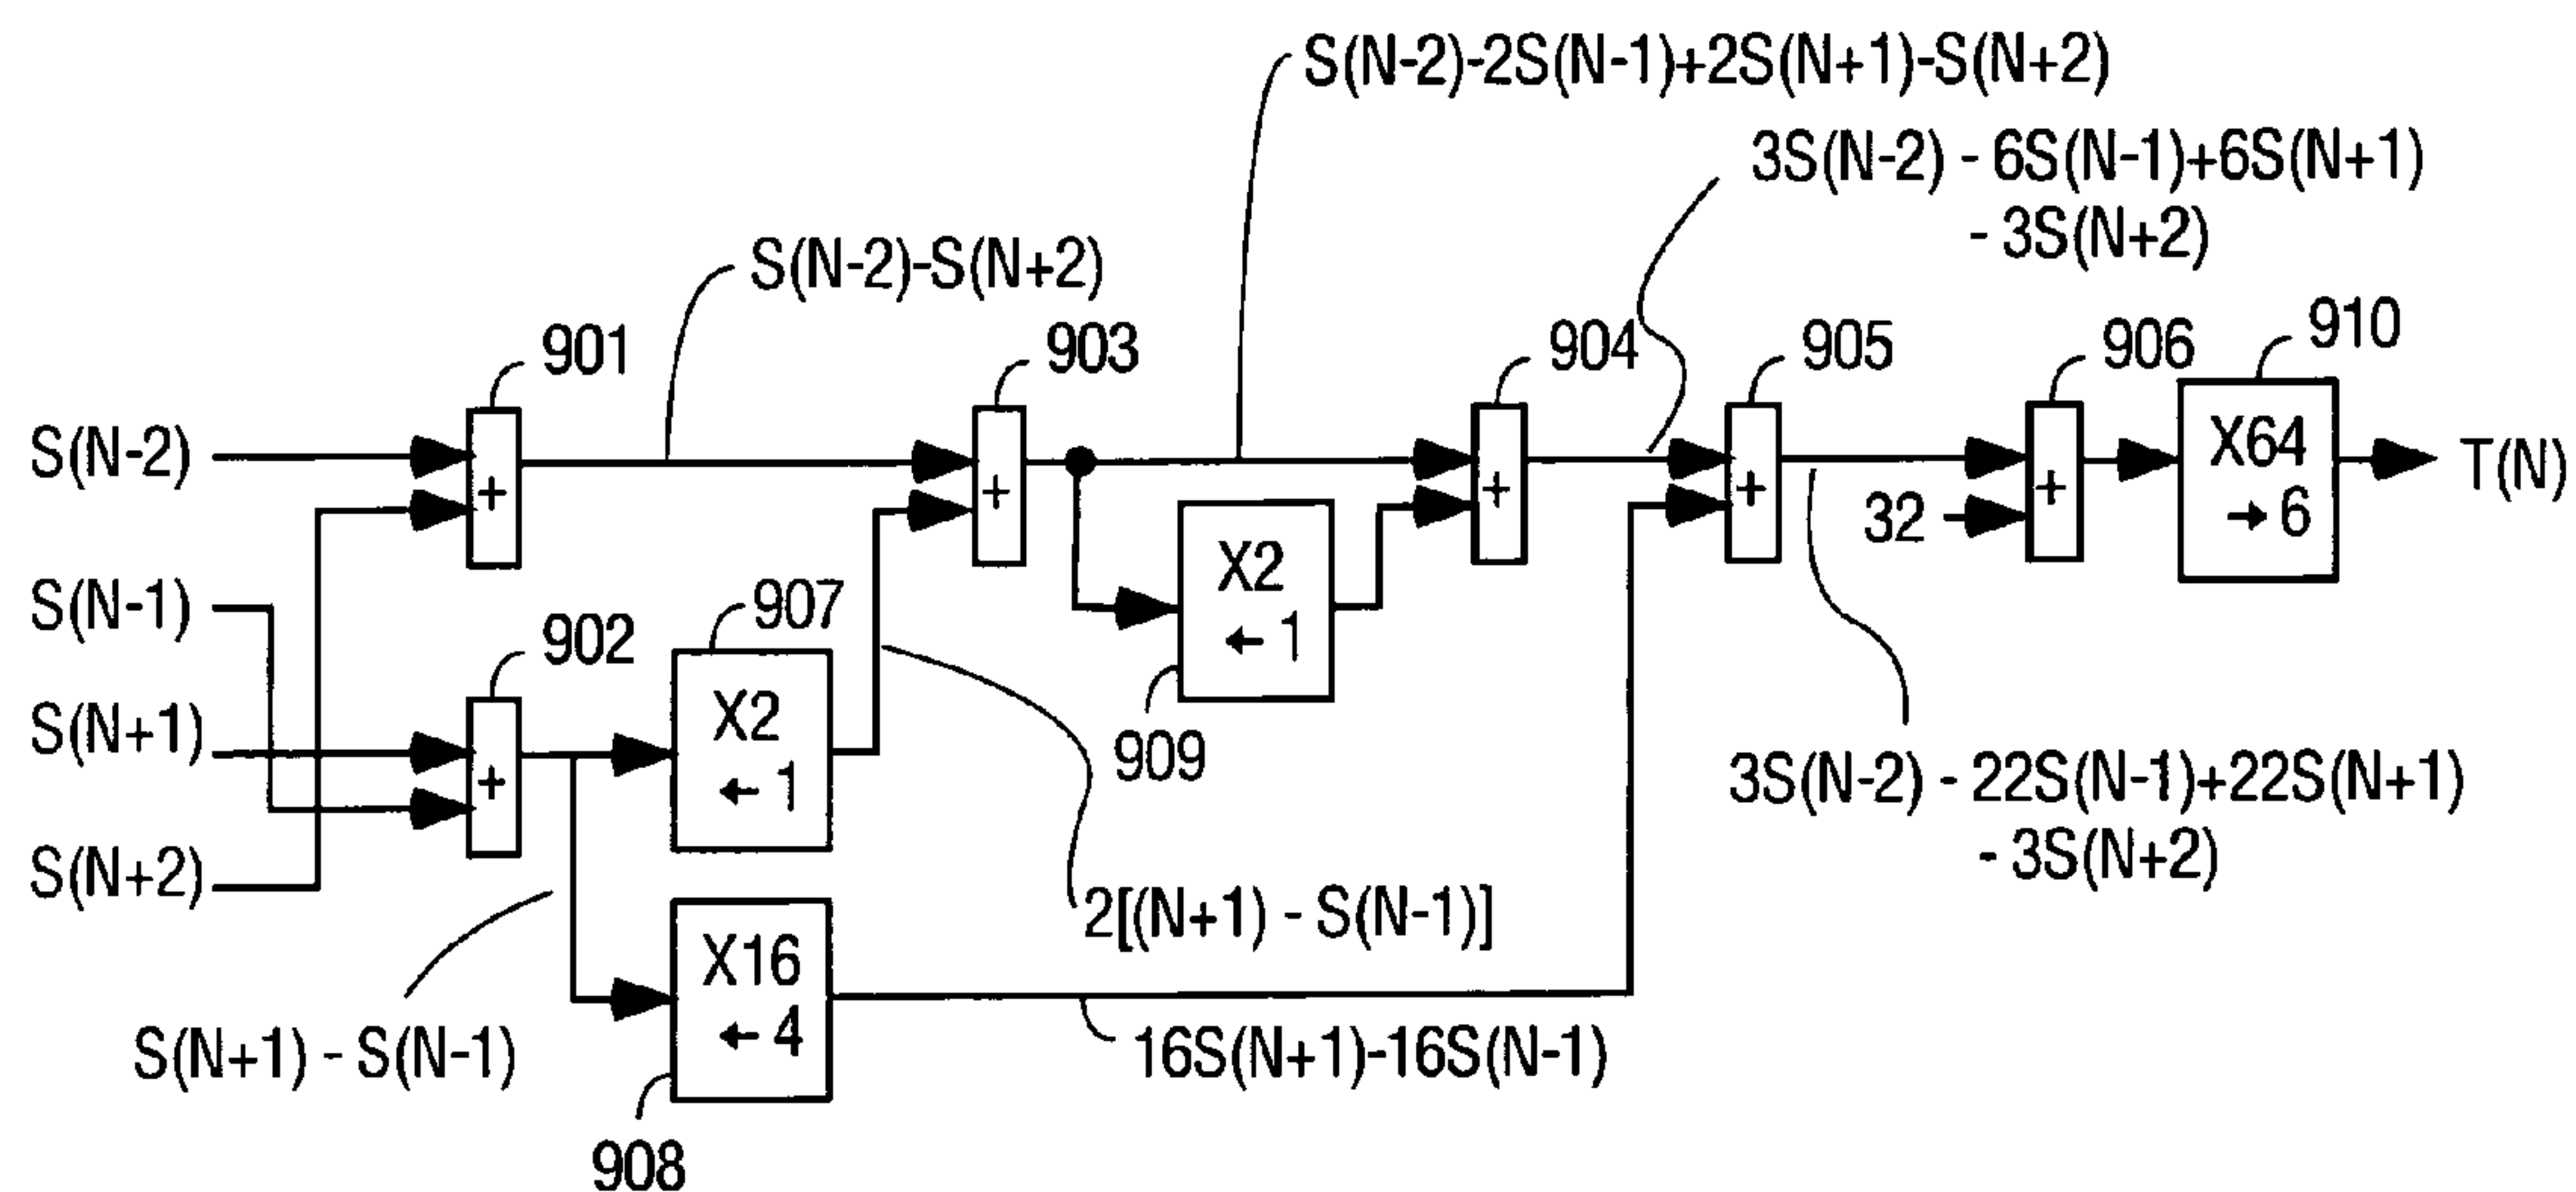 S(N-2)-2S(N-1)+2S(N+1)-S(N+2)
3S(N-2) - 6S(N-1)+6S(N+1)
- 3S(N+2)
S(N-2)-S(N+2)
901
903
904
905
906
910
S(N-2)
+
+
+
+
+
32
X64
→ 6
T(N)
S(N-1)
X2
← 1
909
902
907
S(N+1)
+
X2
← 1
S(N+2)
3S(N-2) - 22S(N-1)+22S(N+1)
- 3S(N+2)
2[(N+1) - S(N-1)]
X16
← 4
908
S(N+1) - S(N-1)
16S(N+1)-16S(N-1)